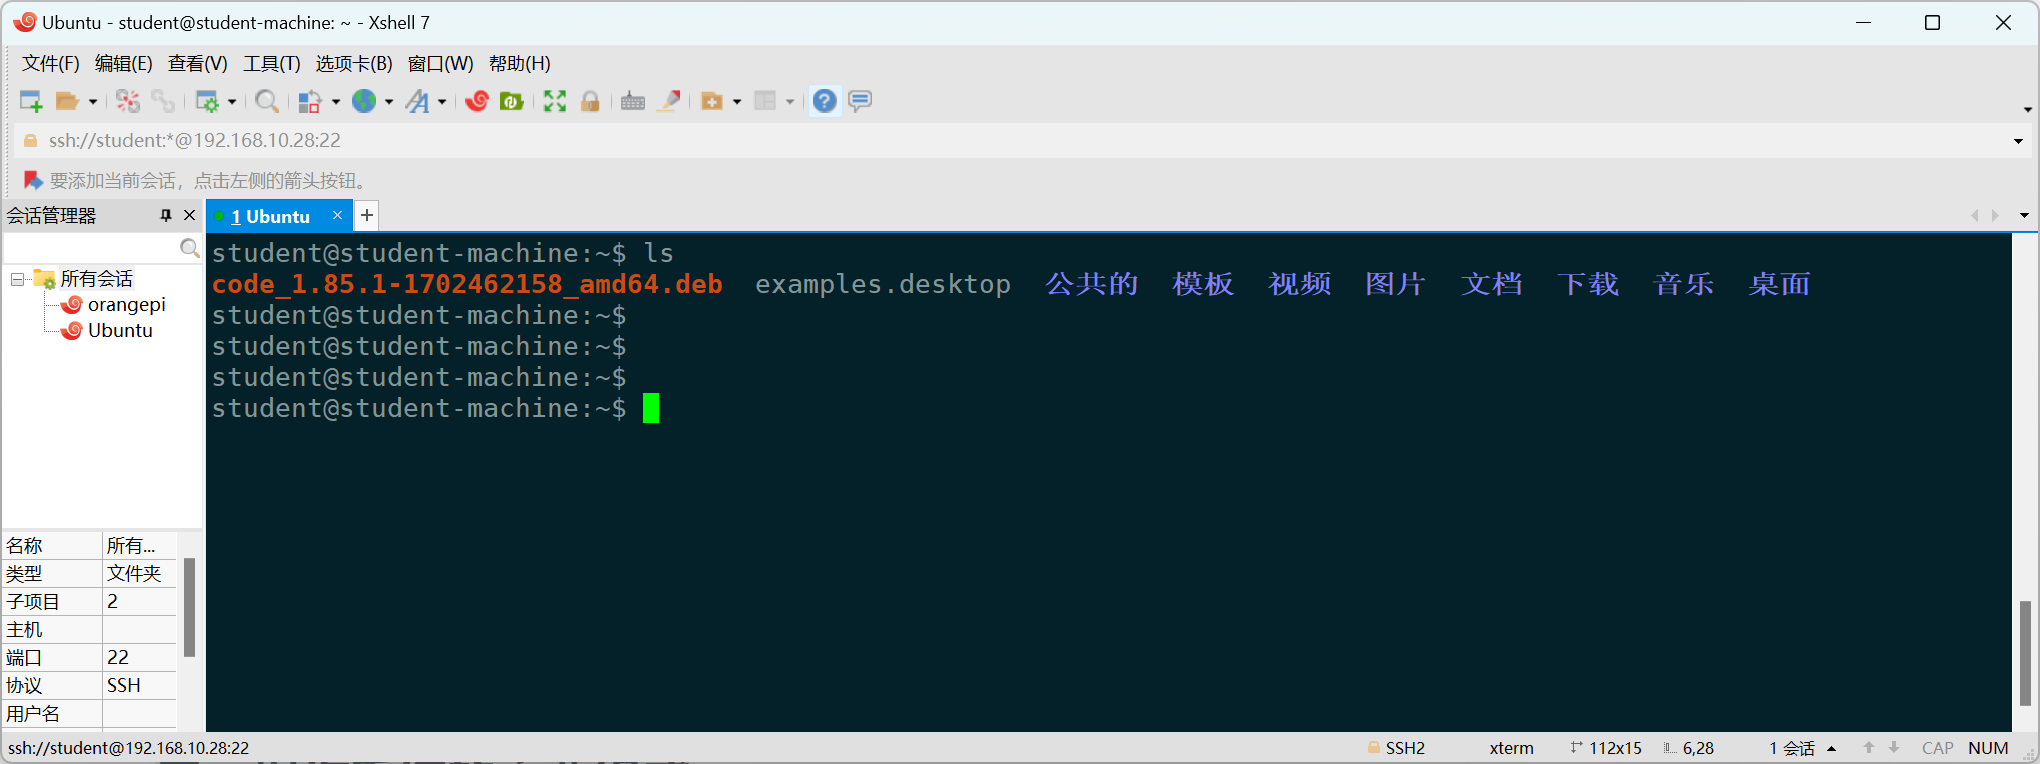 Ubuntu - student@student-machine: ~ - Xshell 7
文件(F) 编辑(E) 查看(V) 工具(T) 选项卡(B) 窗口(W) 帮助(H)
ssh://student:*@192.168.10.28:22
要添加当前会话，点击左侧的箭头按钮。
会话管理器
1 Ubuntu
所有会话
orangepi
Ubuntu
student@student-machine:~$ ls
code_1.85.1-1702462158_amd64.deb  examples.desktop  公共的  模板  视频  图片  文档  下载  音乐  桌面
student@student-machine:~$
student@student-machine:~$
student@student-machine:~$
student@student-machine:~$
名称 所有...
类型 文件夹
子项目 2
主机
端口 22
协议 SSH
用户名
ssh://student@192.168.10.28:22 SSH2 xterm 112x15 6,28 1 会话 CAP NUM